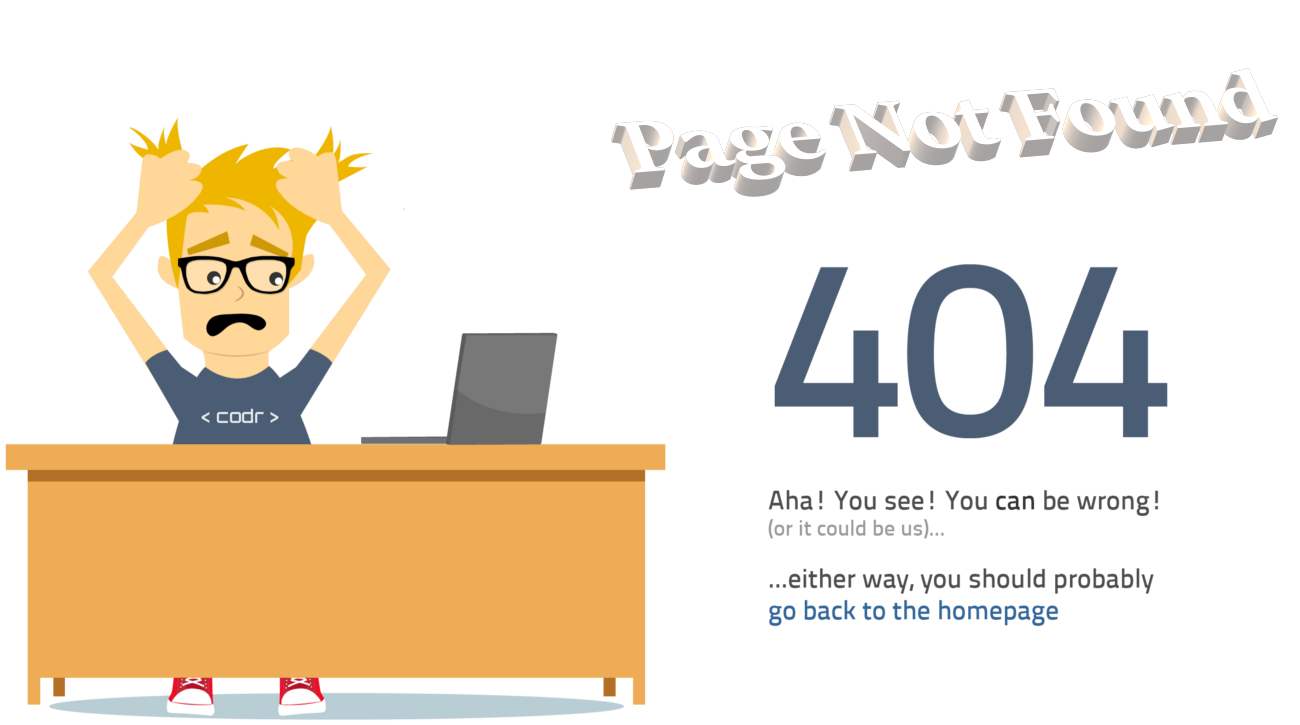 Page Not Found
404
< codr >
Aha! You see! You can be wrong!
(or it could be us)...
...either way, you should probably
go back to the homepage